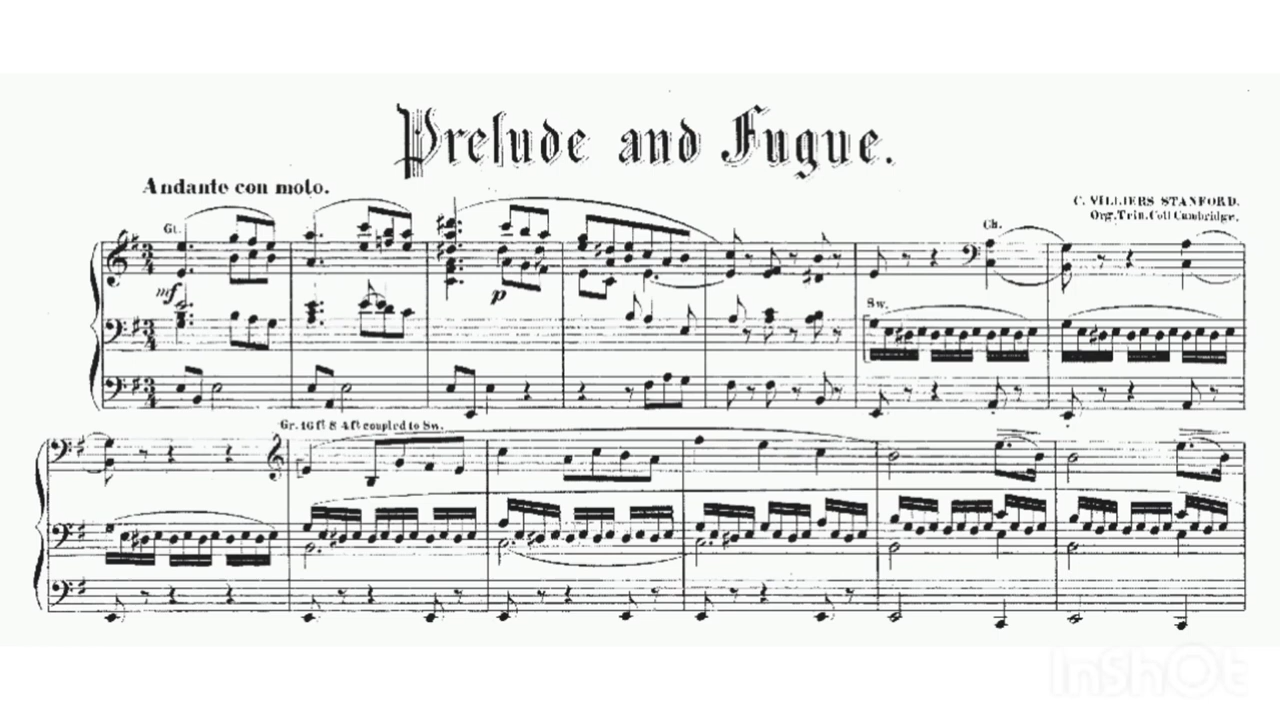 Prelude and Fugue.
Andante con moto.
C. VILLIERS STANFORD.
Org. Trin. Coll Cambridge.
Gt.
Ch.
mf
p
Sw.
Gr. 16 ft 8 4 ft coupled to Sw.
InShOt